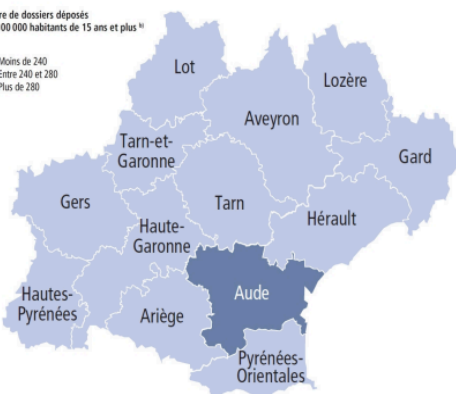 re de dossiers déposés
00 000 habitants de 15 ans et plus b)
Moins de 240
Entre 240 et 280
Plus de 280
Lot
Lozère
Aveyron
Tarn-et-
Garonne
Gard
Gers
Tarn
Hérault
Haute-
Garonne
Hautes-
Pyrénées
Aude
Ariège
Pyrénées-
Orientales